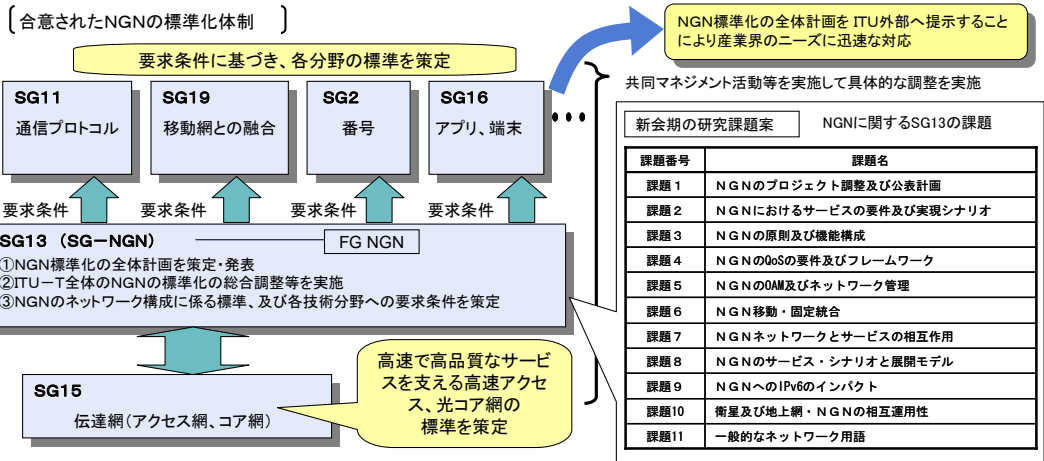 合意されたNGNの標準化体制
NGN標準化の全体計画を ITU外部へ提示すること
により産業界のニーズに迅速な対応
要求条件に基づき、各分野の標準を策定
共同マネジメント活動等を実施して具体的な調整を実施
SG11
通信プロトコル
SG19
移動網との融合
SG2
番号
SG16
アプリ、端末
••••
要求条件
要求条件
要求条件
要求条件
SG13 （SG－NGN）
FG NGN
①NGN標準化の全体計画を策定・発表
②ITU－T全体のNGNの標準化の総合調整等を実施
③NGNのネットワーク構成に係る標準、及び各技術分野への要求条件を策定
SG15
伝達網（アクセス網、コア網）
高速で高品質なサービ
スを支える高速アクセ
ス、光コア網の
標準を策定
新会期の研究課題案
NGNに関するSG13の課題
課題番号 課題名
課題１ ＮＧＮのプロジェクト調整及び公表計画
課題２ ＮＧＮにおけるサービスの要件及び実現シナリオ
課題３ ＮＧＮの原則及び機能構成
課題４ ＮＧＮのQoSの要件及びフレームワーク
課題５ ＮＧＮのOAM及びネットワーク管理
課題６ ＮＧＮ移動・固定統合
課題７ ＮＧＮネットワークとサービスの相互作用
課題８ ＮＧＮのサービス・シナリオと展開モデル
課題９ ＮＧＮへのIPv6のインパクト
課題10 衛星及び地上網・ＮＧＮの相互運用性
課題11 一般的なネットワーク用語